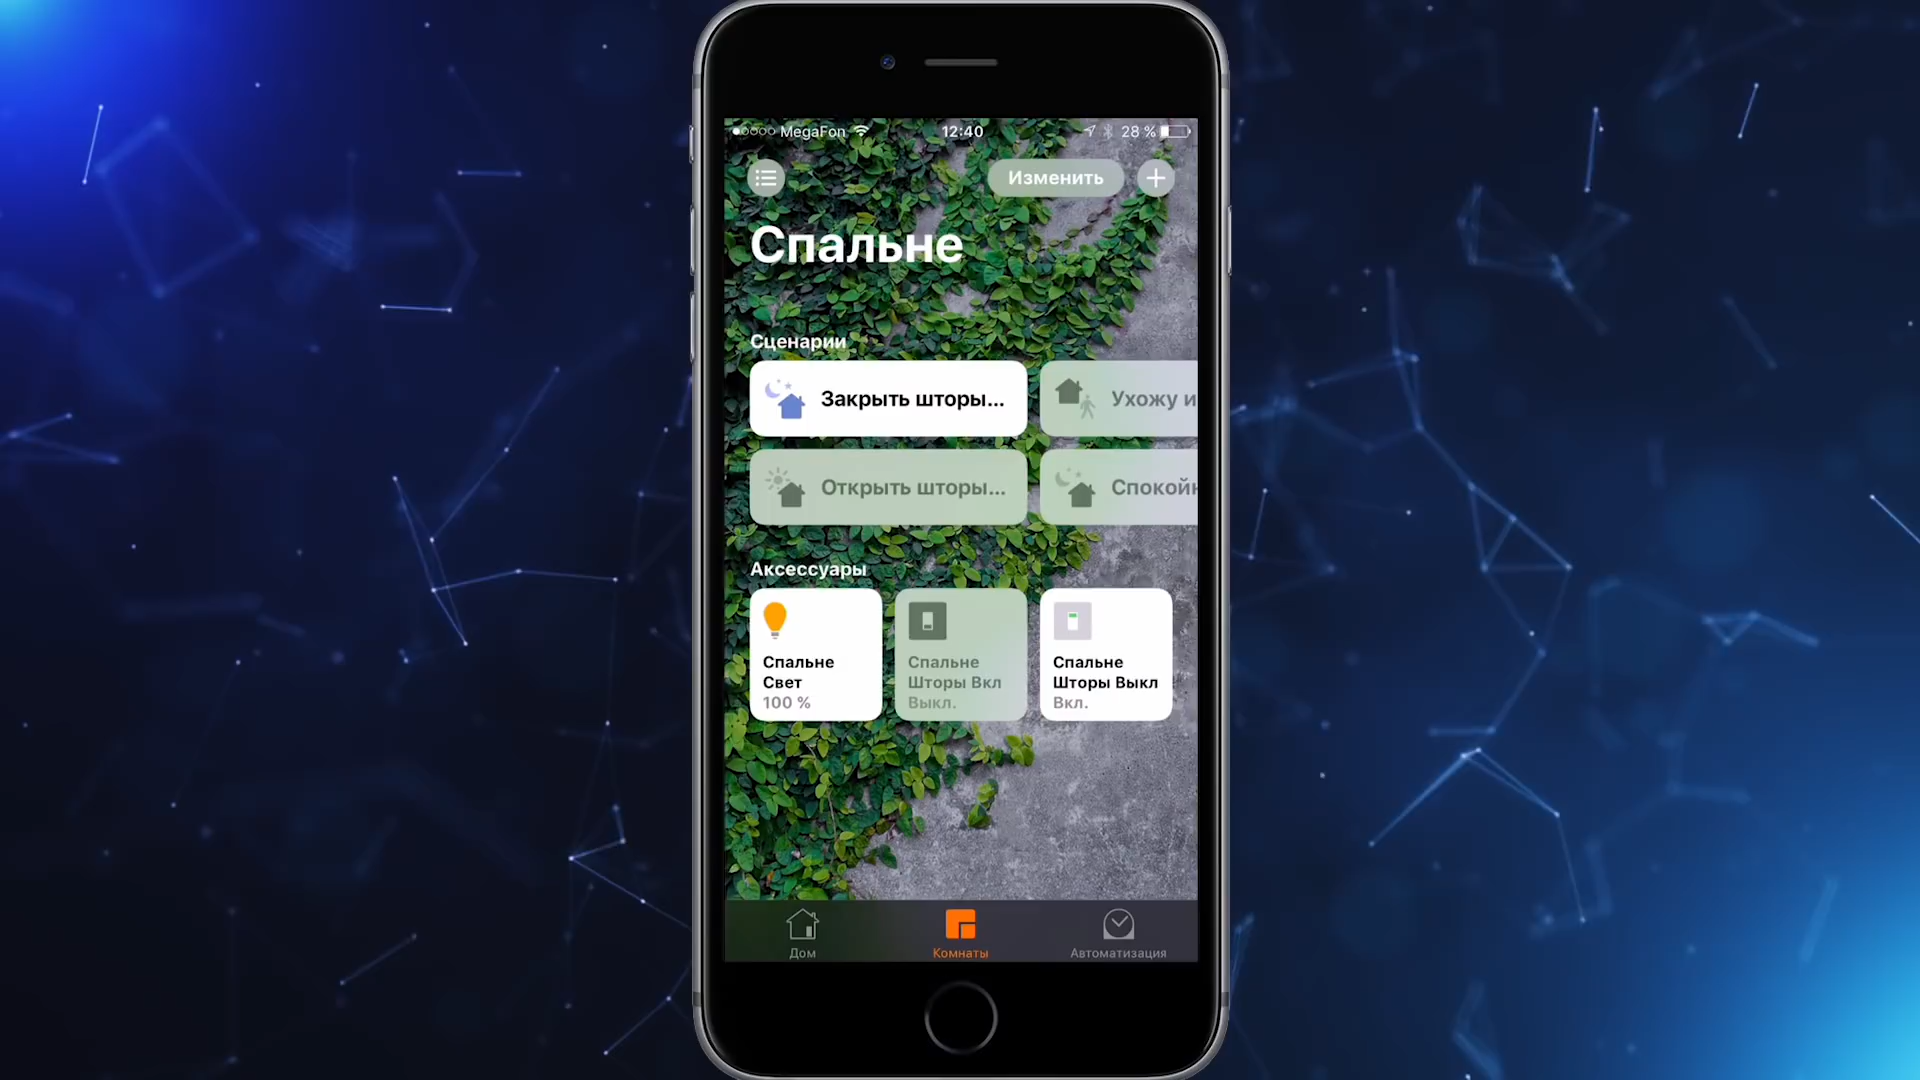 MegaFon
12:40
28 %
Изменить
Спальне
Сценарии
Закрыть шторы...
Ухожу и
Открыть шторы...
Спокойн
Аксессуары
Спальне
Свет
100 %
Спальне
Шторы Вкл
Выкл.
Спальне
Шторы Выкл
Вкл.
Дом
Комнаты
Автоматизация